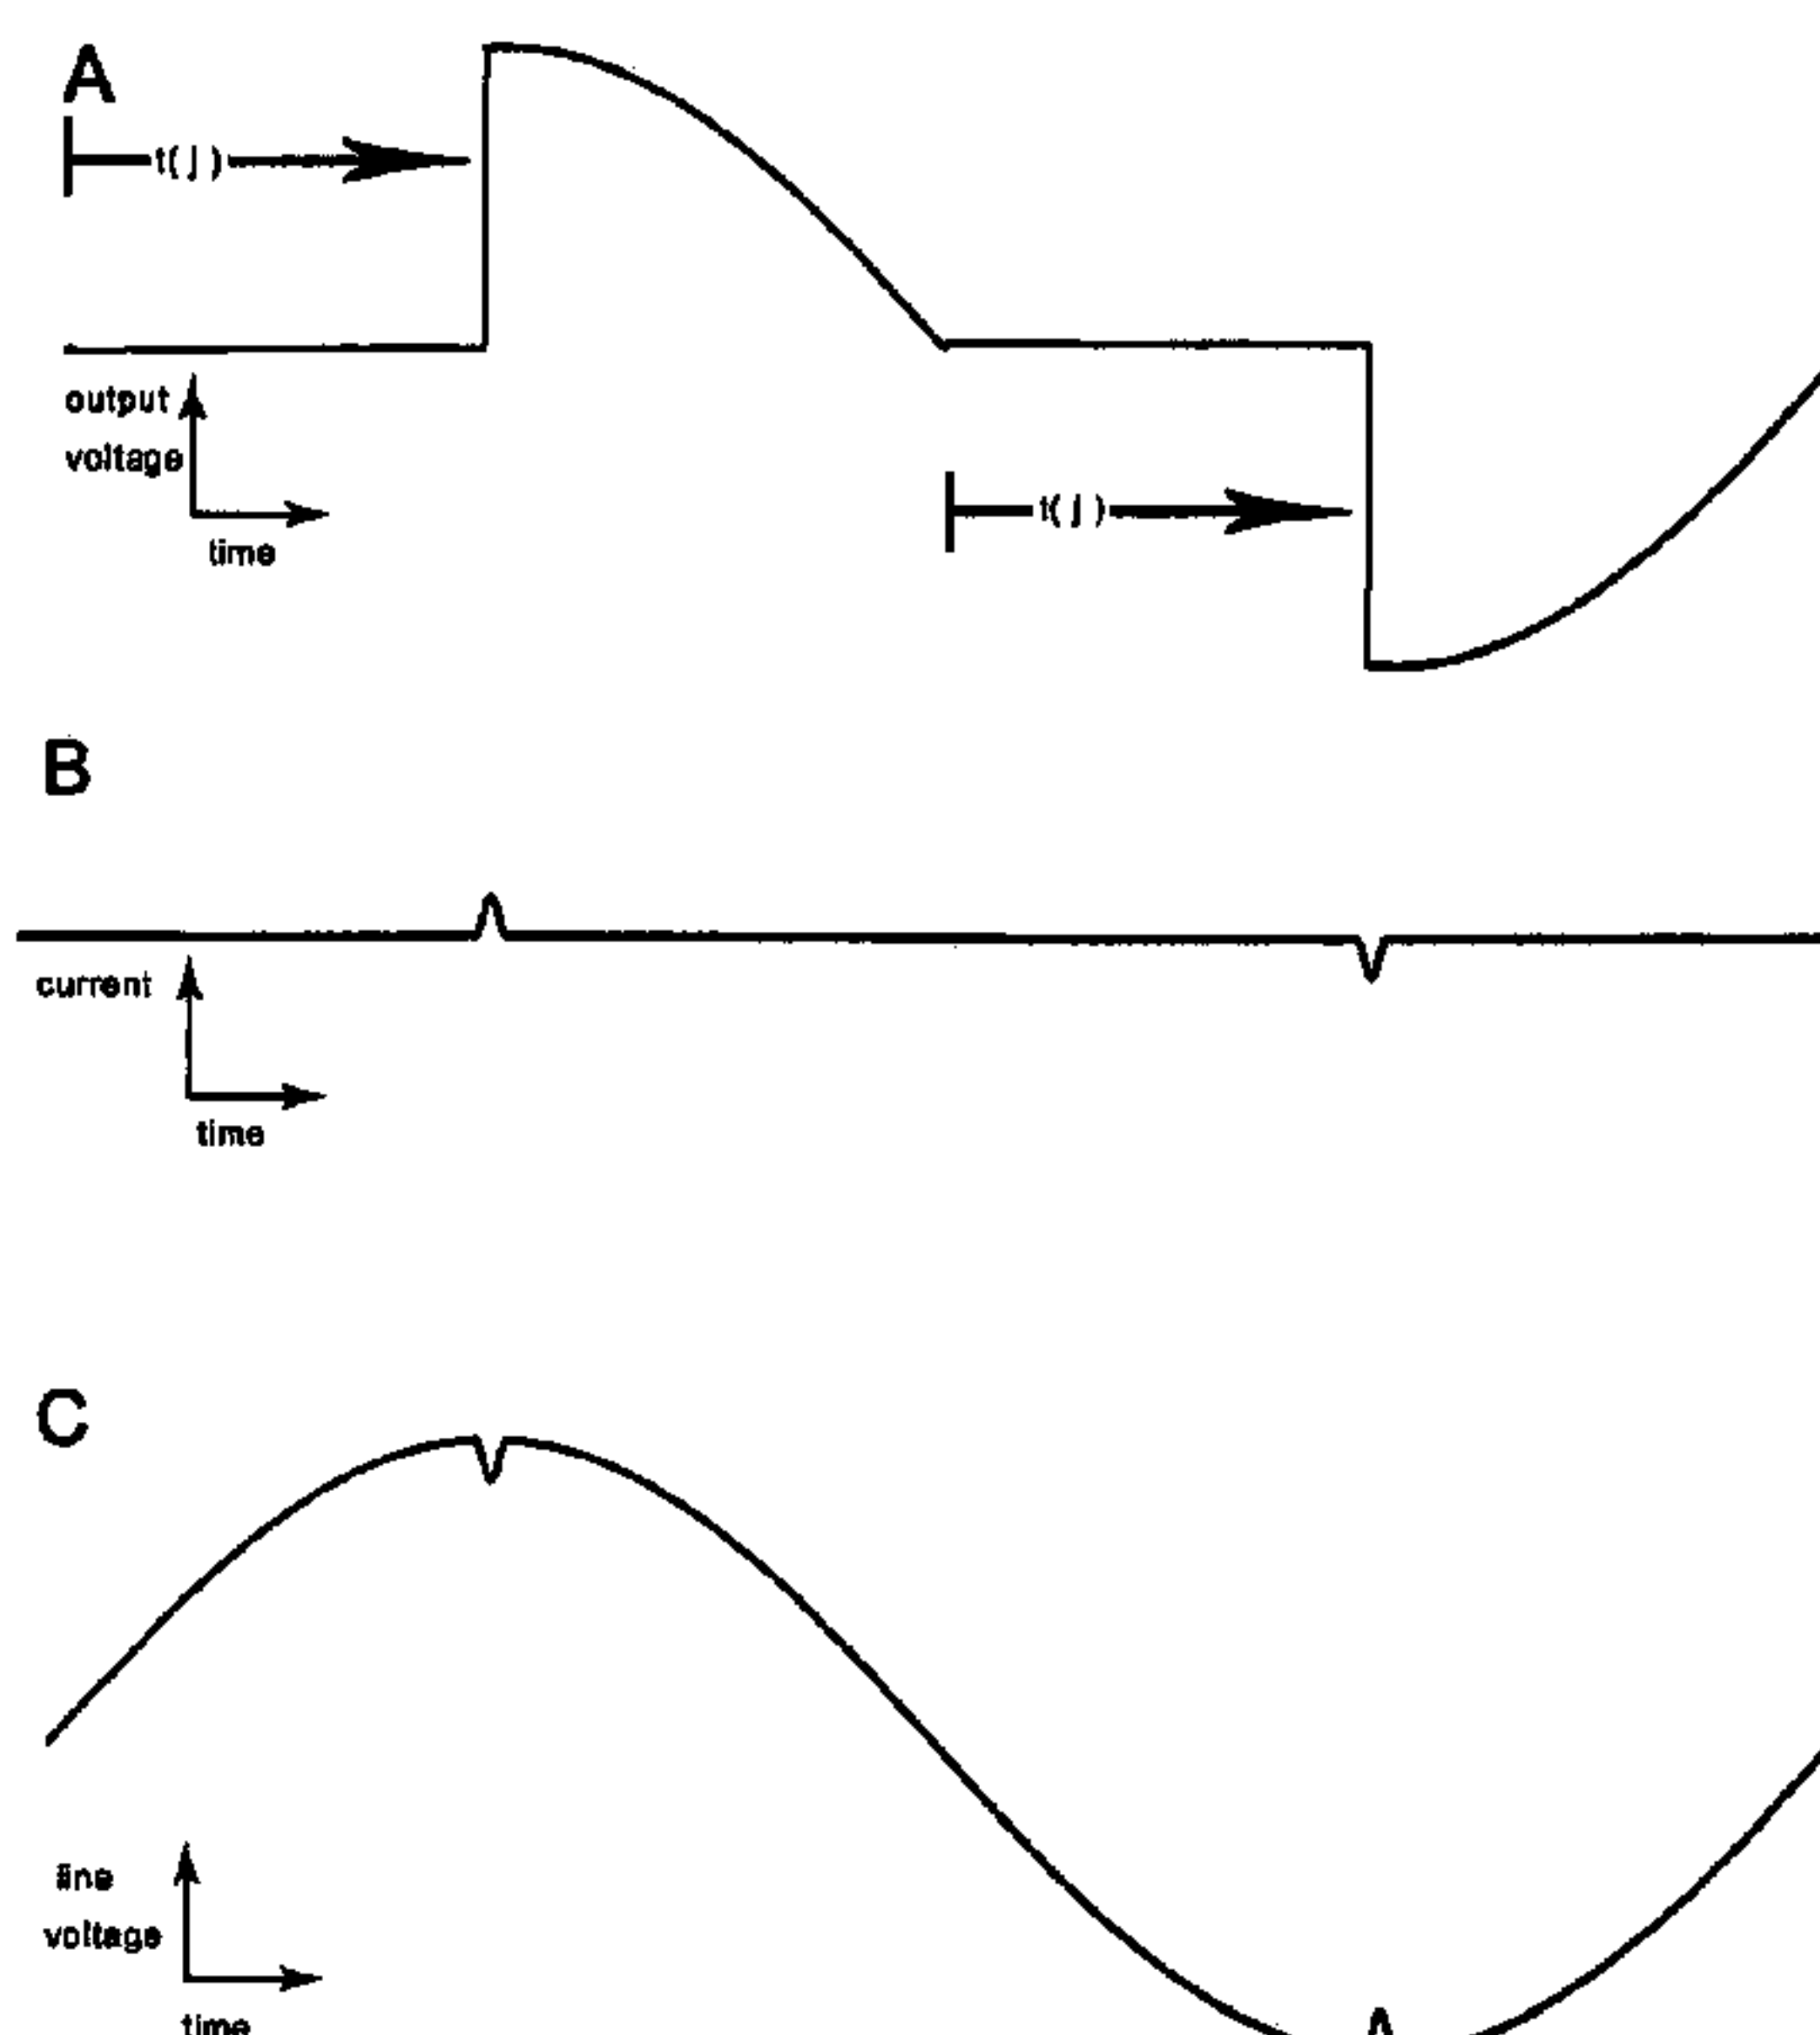 A
t( j )
output
voltage
time
t( j )
B
current
time
C
line
voltage
time